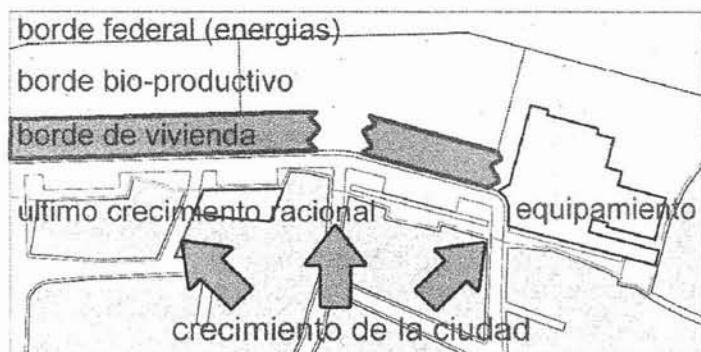 borde federal (energias)
borde bio-productivo
borde de vivienda
ultimo crecimiento racional
equipamiento
crecimiento de la ciudad